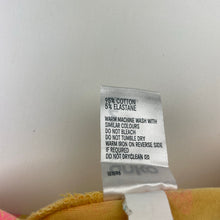 95% COTTON
5% ELASTANE
WARM MACHINE WASH WITH
SIMILAR COLOURS
DO NOT BLEACH
DO NOT TUMBLE DRY
WARM IRON ON REVERSE SIDE
IF REQUIRED
DO NOT DRYCLEAN